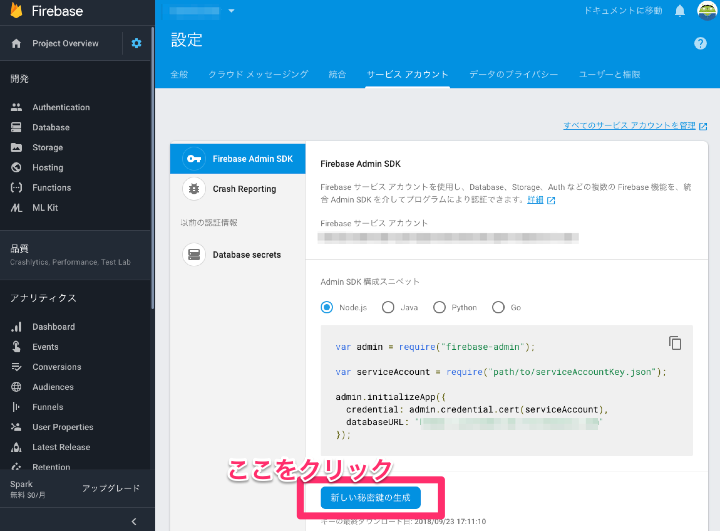 Firebase
ドキュメントに移動
Project Overview
設定
全般
クラウド メッセージング
統合
サービス アカウント
データのプライバシー
ユーザーと権限
開発
Authentication
Database
Storage
Hosting
Functions
ML Kit
品質
Crashlytics, Performance, Test Lab
アナリティクス
Dashboard
Events
Conversions
Audiences
Funnels
User Properties
Latest Release
Retention
Spark
無料 $0/月
アップグレード
すべてのサービス アカウントを管理
Firebase Admin SDK
Crash Reporting
以前の認証情報
Database secrets
Firebase Admin SDK
Firebase サービス アカウントを使用し、Database、Storage、Auth などの複数の Firebase 機能を、統
合 Admin SDK を介してプログラムにより認証できます。詳細
Firebase サービス アカウント
Admin SDK 構成スニペット
Node.js
Java
Python
Go
var admin = require("firebase-admin");
var serviceAccount = require("path/to/serviceAccountKey.json");
admin.initializeApp({
credential: admin.credential.cert(serviceAccount),
databaseURL: "
});
ここをクリック
新しい秘密鍵の生成
キーの最終ダウンロード日: 2018/09/23 17:11:10